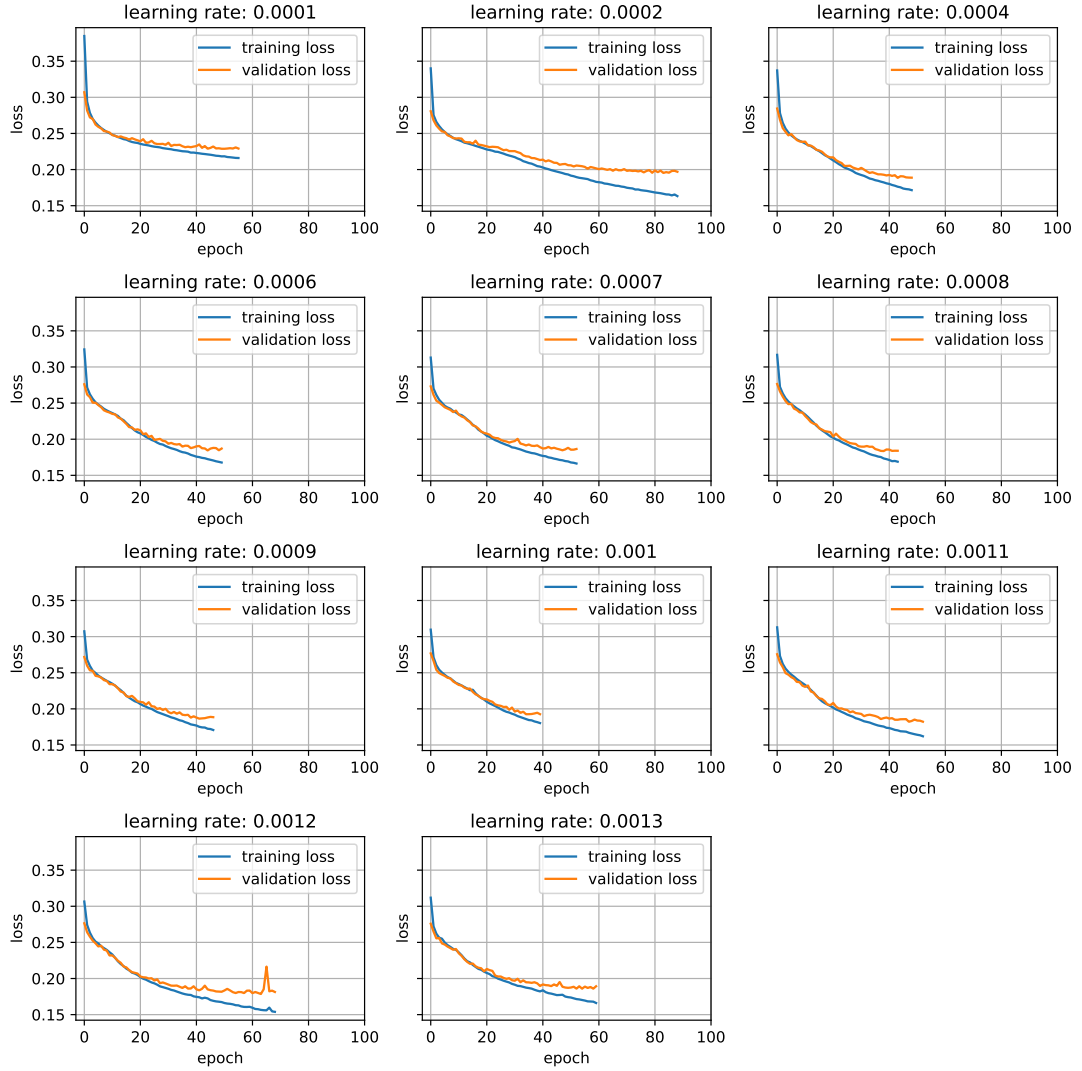 learning rate: 0.0001
learning rate: 0.0002
learning rate: 0.0004
training loss
validation loss
training loss
validation loss
training loss
validation loss
loss
0.35
0.30
0.25
0.20
0.15
loss
loss
0 20 40 60 80 100
0 20 40 60 80 100
0 20 40 60 80 100
epoch
epoch
epoch
learning rate: 0.0006
learning rate: 0.0007
learning rate: 0.0008
training loss
validation loss
training loss
validation loss
training loss
validation loss
loss
0.35
0.30
0.25
0.20
0.15
loss
loss
0 20 40 60 80 100
0 20 40 60 80 100
0 20 40 60 80 100
epoch
epoch
epoch
learning rate: 0.0009
learning rate: 0.001
learning rate: 0.0011
training loss
validation loss
training loss
validation loss
training loss
validation loss
loss
0.35
0.30
0.25
0.20
0.15
loss
loss
0 20 40 60 80 100
0 20 40 60 80 100
0 20 40 60 80 100
epoch
epoch
epoch
learning rate: 0.0012
learning rate: 0.0013
training loss
validation loss
training loss
validation loss
loss
0.35
0.30
0.25
0.20
0.15
loss
0 20 40 60 80 100
0 20 40 60 80 100
epoch
epoch